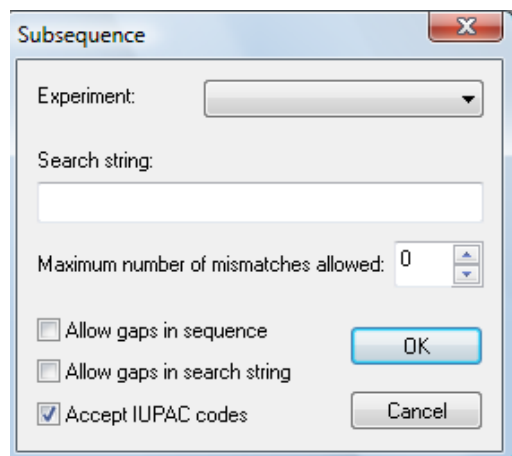 Subsequence
Experiment:
Search string:
Maximum number of mismatches allowed: 0
Allow gaps in sequence
OK
Allow gaps in search string
Accept IUPAC codes
Cancel